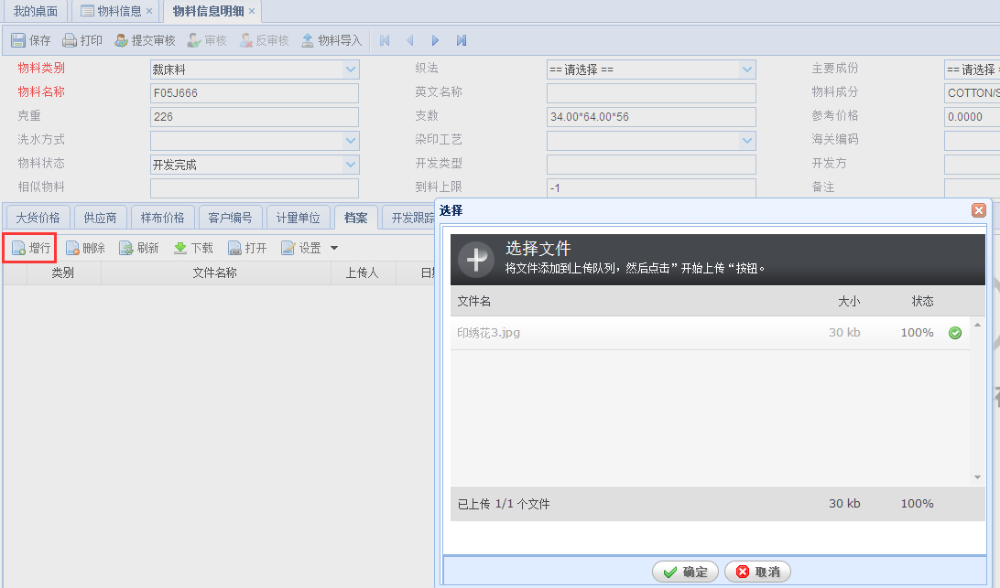 我的桌面 物料信息 × 物料信息明细 ×
保存 打印 提交审核 审核 反审核 物料导入
物料类别 裁床料 织法 == 请选择 == 主要成份 == 请选择
物料名称 F05J666 英文名称 物料成分 COTTON/S
克重 226 支数 34.00*64.00*56 参考价格 0.0000
洗水方式 染印工艺 海关编码
物料状态 开发完成 开发类型 开发方
相似物料 到料上限 -1 备注
大货价格 供应商 样布价格 客户编号 计量单位 档案 开发跟踪
增行 删除 刷新 下载 打开 设置
类别 文件名称 上传人
选择
选择文件
将文件添加到上传队列，然后点击”开始上传“按钮。
文件名 大小 状态
印绣花3.jpg 30 kb 100%
已上传 1/1 个文件 30 kb 100%
确定 取消